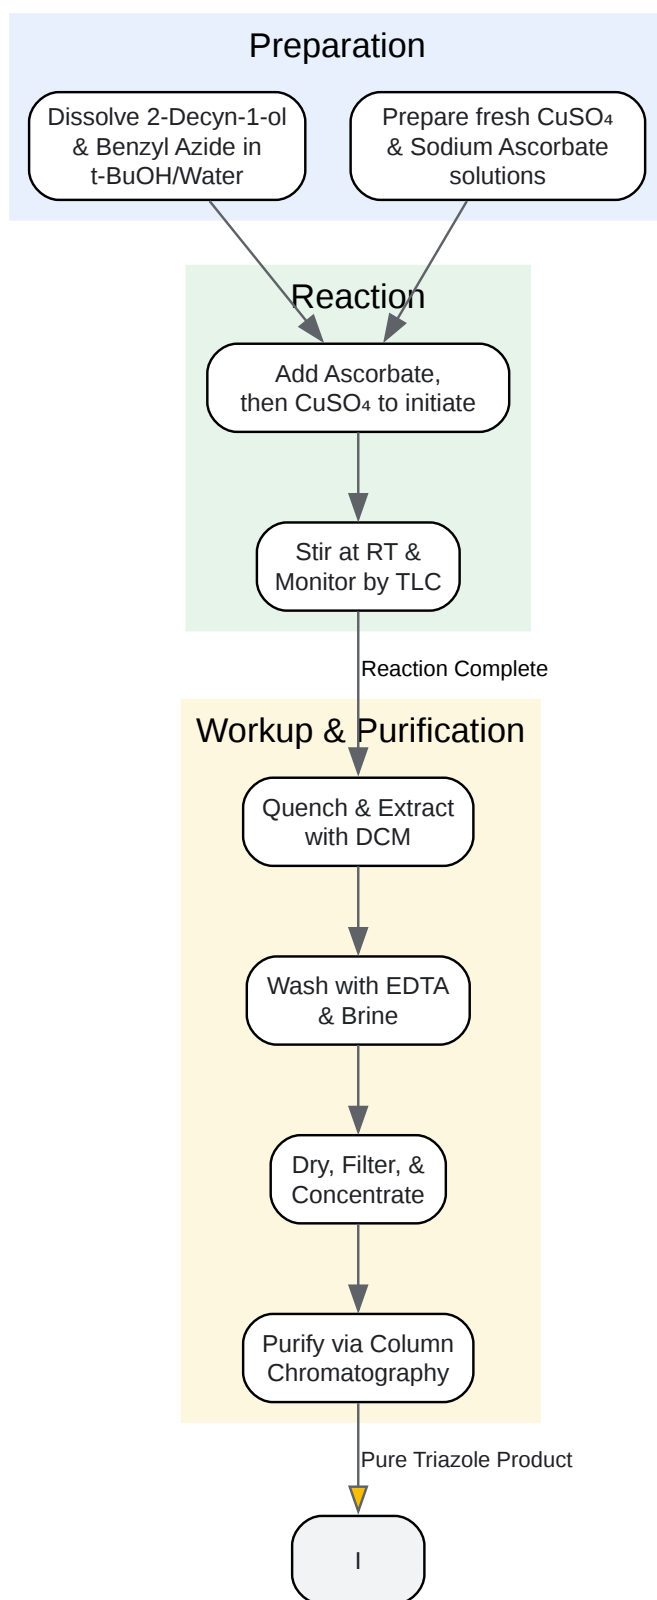 Preparation
Dissolve 2-Decyn-1-ol
& Benzyl Azide in
t-BuOH/Water
Prepare fresh CuSO₄
& Sodium Ascorbate
solutions
Reaction
Add Ascorbate,
then CuSO₄ to initiate
Stir at RT &
Monitor by TLC
Reaction Complete
Workup & Purification
Quench & Extract
with DCM
Wash with EDTA
& Brine
Dry, Filter, &
Concentrate
Purify via Column
Chromatography
Pure Triazole Product
I